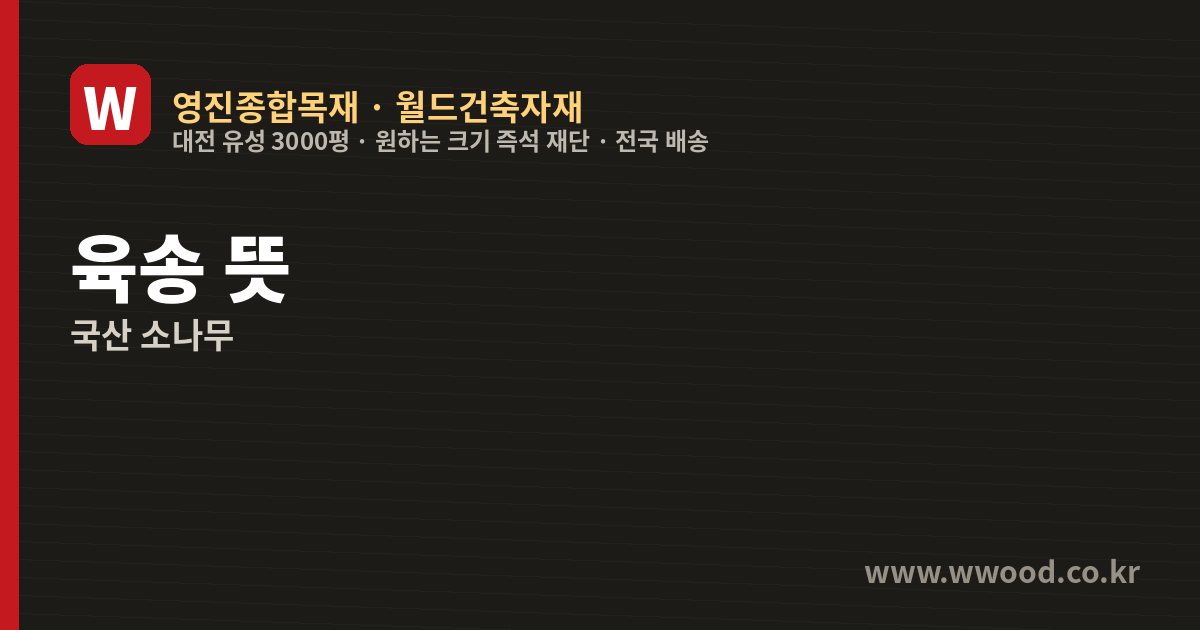 W
영진종합목재 · 월드건축자재
대전 유성 3000평 · 원하는 크기 즉석 재단 · 전국 배송
육송 뜻
국산 소나무
www.wwood.co.kr